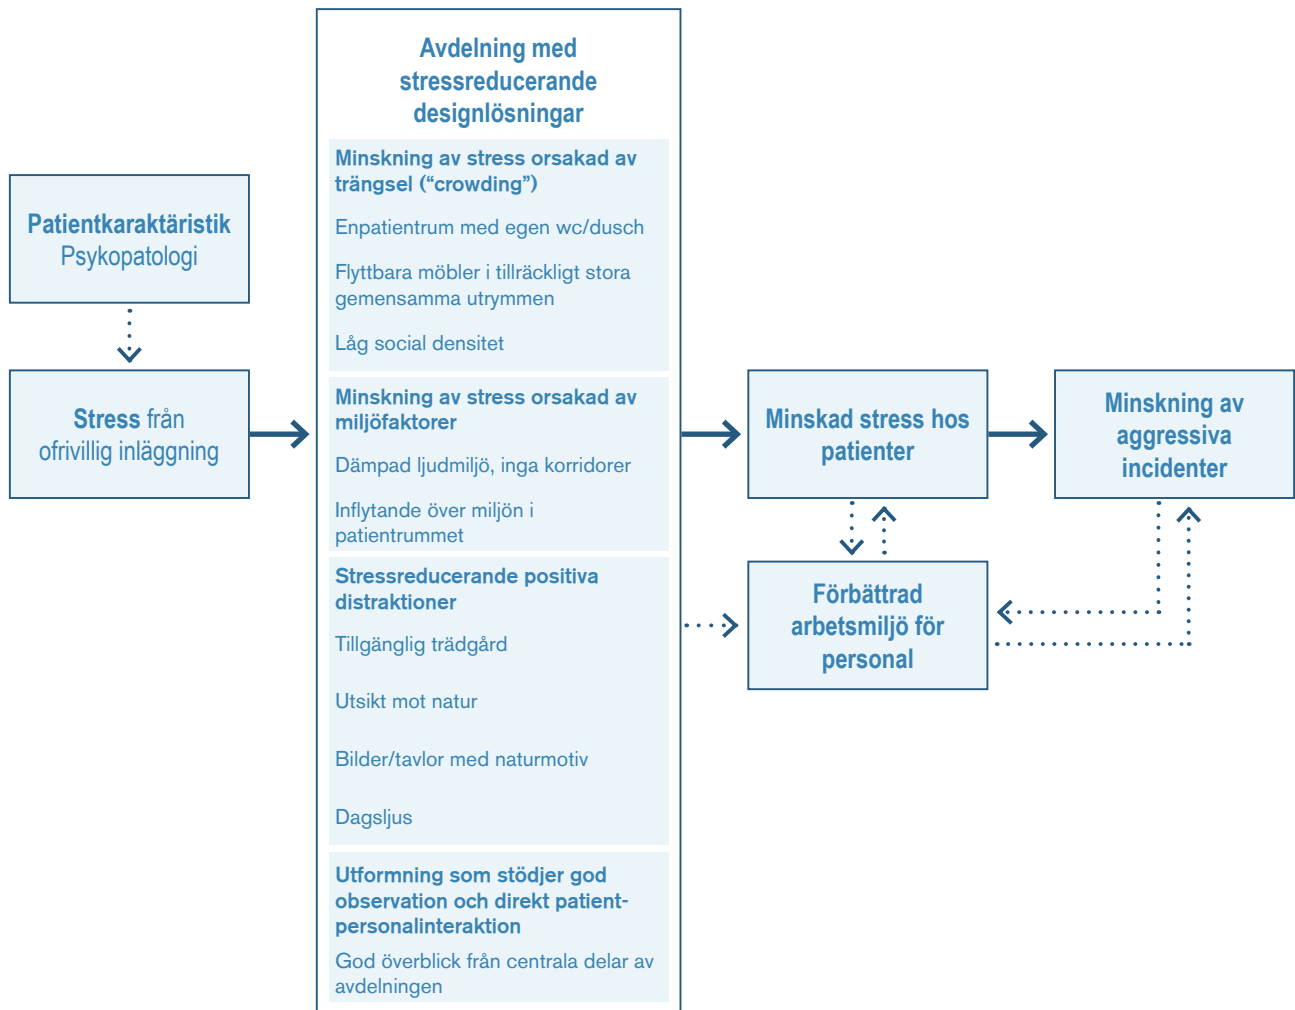 Avdelning med
stressreducerande
designlösningar
Minskning av stress orsakad av
trängsel (“crowding”)
Enpatientrum med egen wc/dusch
Flyttbara möbler i tillräckligt stora
gemensamma utrymmen
Låg social densitet
Minskning av stress orsakad av
miljöfaktorer
Dämpad ljudmiljö, inga korridorer
Inflytande över miljön i
patientrummet
Stressreducerande positiva
distraktioner
Tillgänglig trädgård
Utsikt mot natur
Bilder/tavlor med naturmotiv
Dagsljus
Utformning som stödjer god
observation och direkt patient-
personalinteraktion
God överblick från centrala delar av
avdelningen
Patientkaraktäristik
Psykopatologi
Stress från
ofrivillig inläggning
Minskad stress hos
patienter
Minskning av
aggressiva
incidenter
Förbättrad
arbetsmiljö för
personal